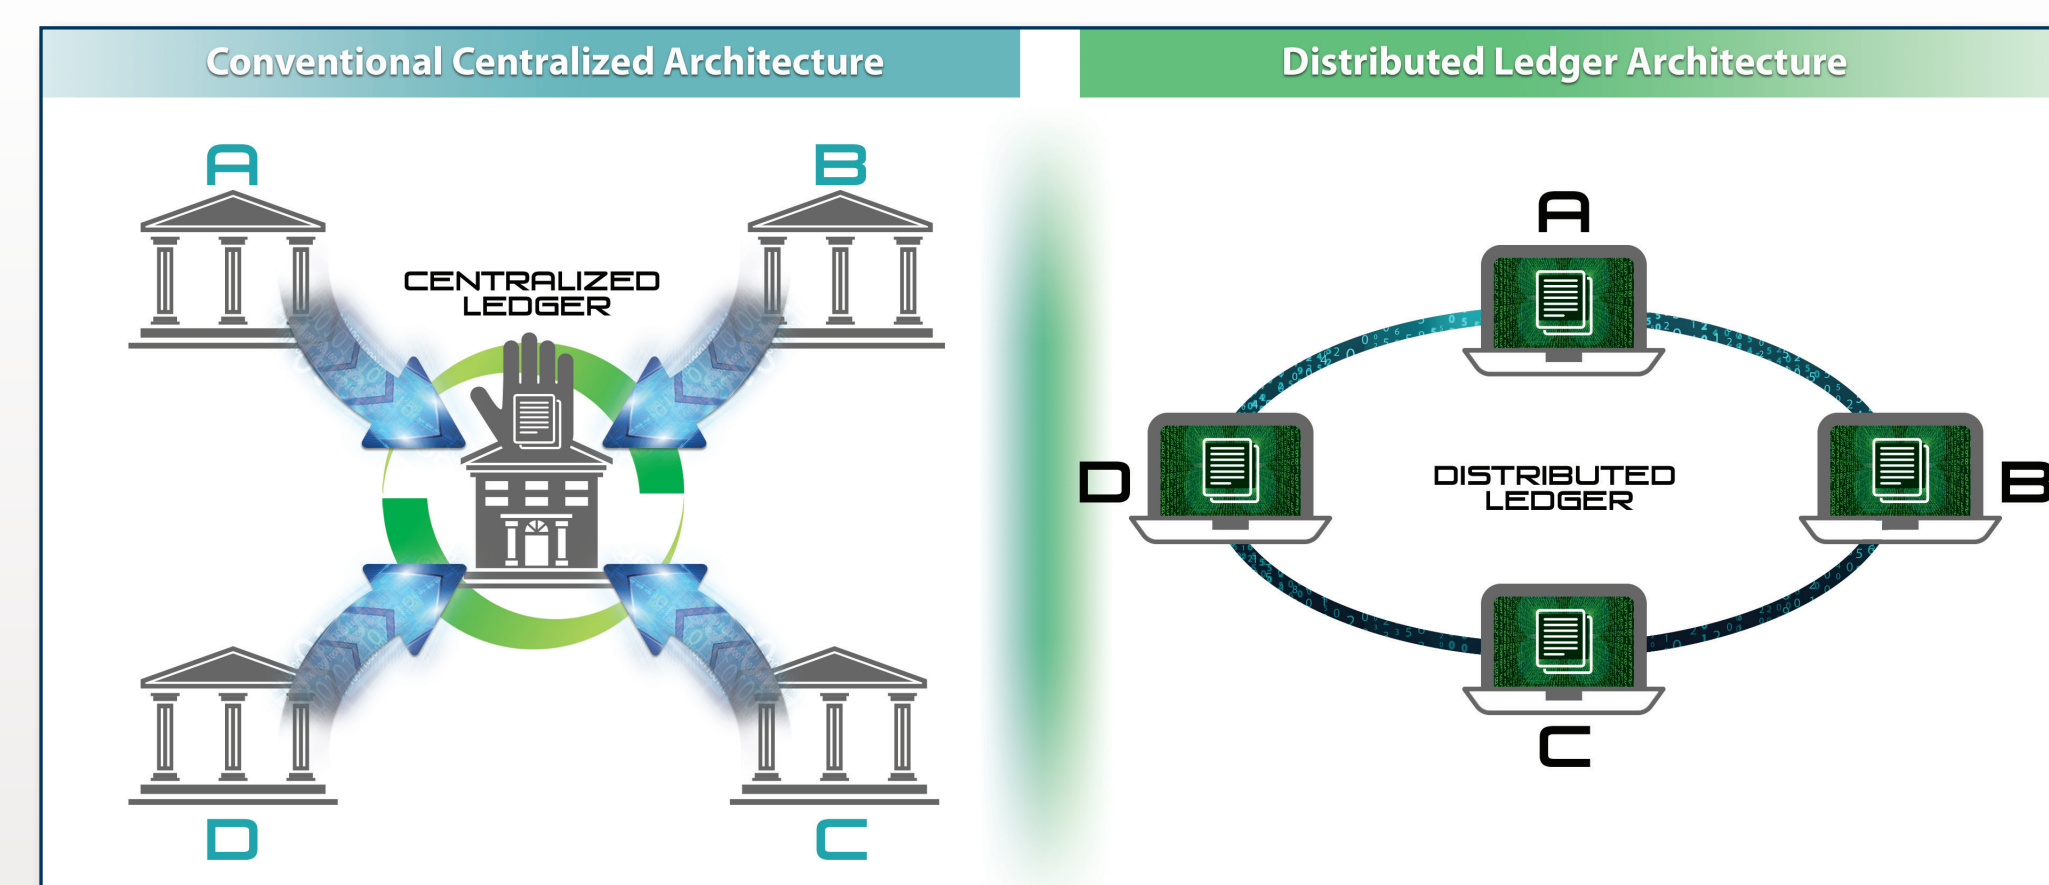 Conventional Centralized Architecture
Distributed Ledger Architecture
A
B
CENTRALIZED
LEDGER
D
C
A
D
DISTRIBUTED
LEDGER
B
C